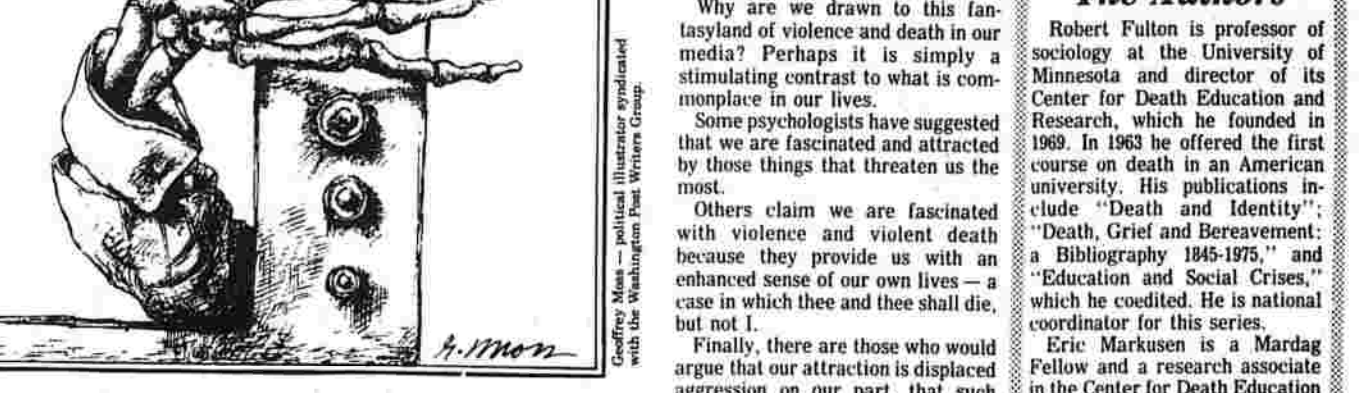 G. Moss
Geoffrey Moss — political illustrator syndicated
with the Washington Post Writers Group.
Why are we drawn to this fan-
tasyland of violence and death in our
media? Perhaps it is simply a
stimulating contrast to what is com-
monplace in our lives.
Some psychologists have suggested
that we are fascinated and attracted
by those things that threaten us the
most.
Others claim we are fascinated
with violence and violent death
because they provide us with an
enhanced sense of our own lives — a
case in which thee and thee shall die,
but not I.
Finally, there are those who would
argue that our attraction is displaced
aggression on our part, that such
The Authors
Robert Fulton is professor of
sociology at the University of
Minnesota and director of its
Center for Death Education and
Research, which he founded in
1969. In 1963 he offered the first
course on death in an American
university. His publications in-
clude "Death and Identity";
"Death, Grief and Bereavement:
a Bibliography 1845-1975," and
"Education and Social Crises,"
which he coedited. He is national
coordinator for this series.
Eric Markusen is a Mardag
Fellow and a research associate
in the Center for Death Education